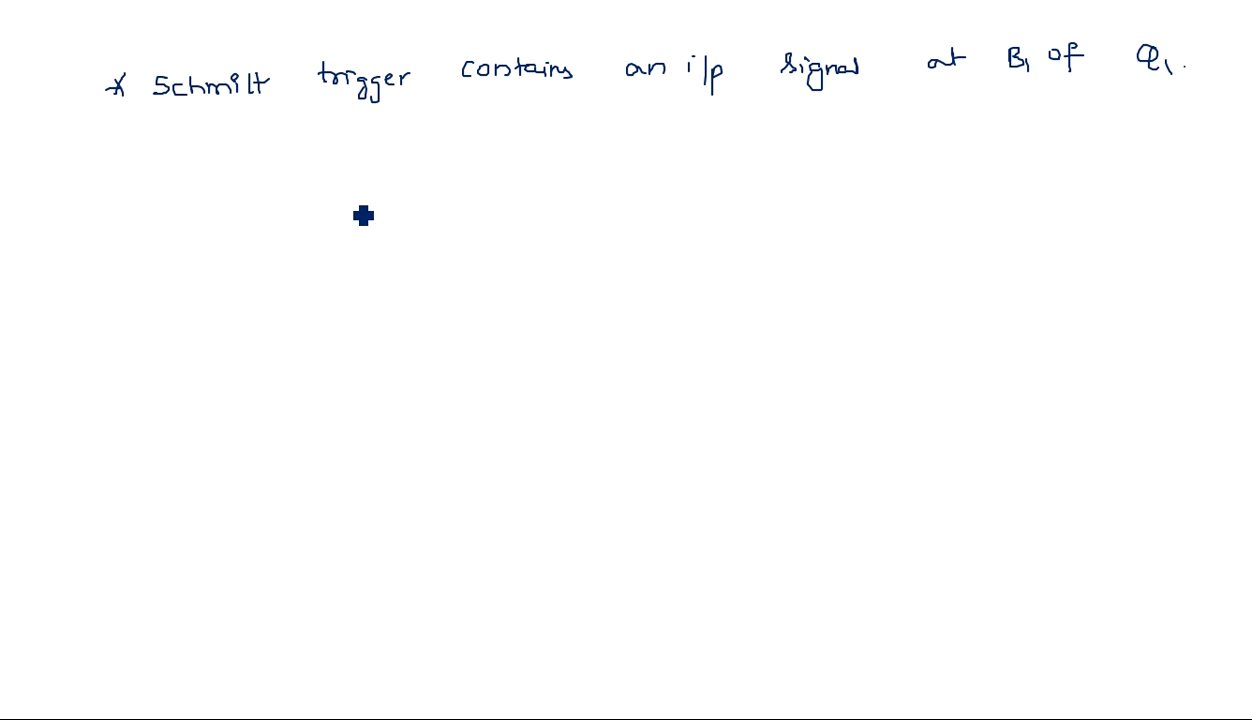 * Schmitt trigger contains an i/p signal at B₁ of Q₁.